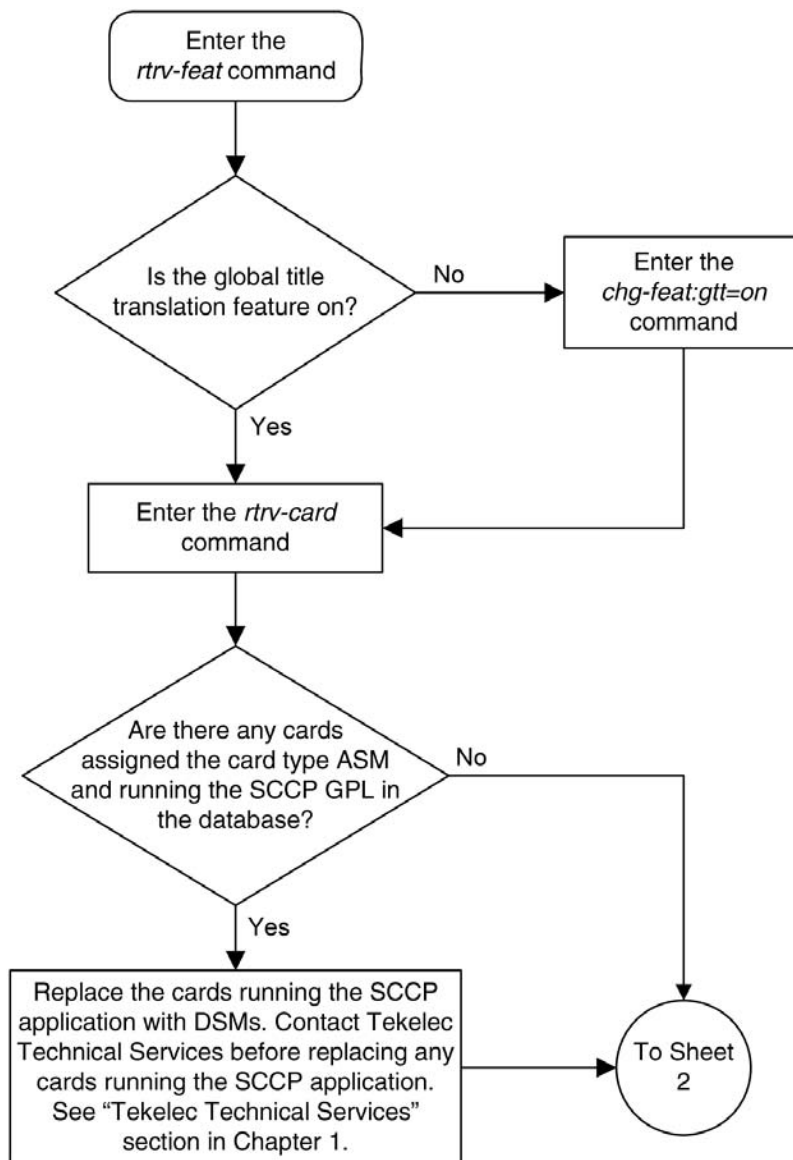 Enter the
rtrv-feat command
Is the global title
translation feature on?
No
Enter the
chg-feat:gtt=on
command
Yes
Enter the rtrv-card
command
Are there any cards
assigned the card type ASM
and running the SCCP GPL in
the database?
No
Yes
Replace the cards running the SCCP
application with DSMs. Contact Tekelec
Technical Services before replacing any
cards running the SCCP application.
See “Tekelec Technical Services”
section in Chapter 1.
To Sheet
2